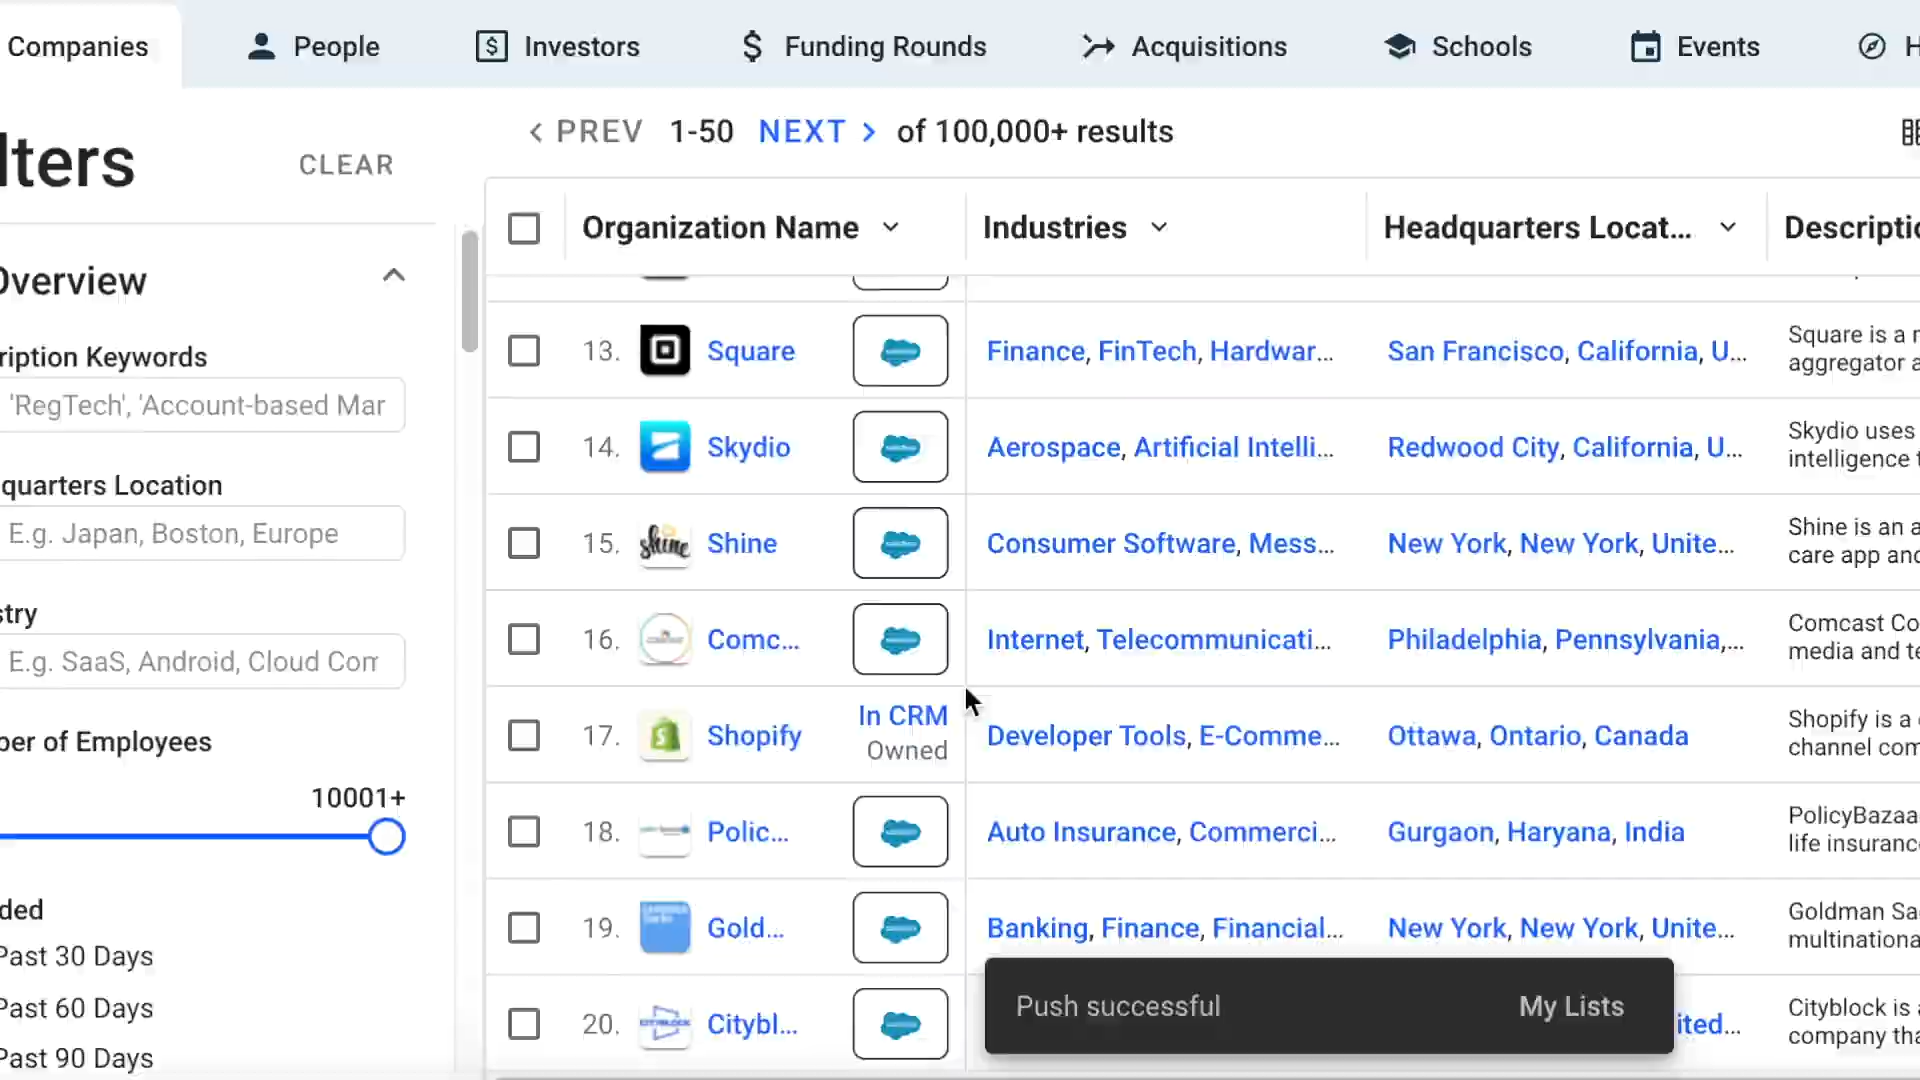 Companies
People
Investors
Funding Rounds
Acquisitions
Schools
Events
H
lters
CLEAR
PREV 1-50 NEXT of 100,000+ results
Organization Name
Industries
Headquarters Locat...
Descriptio
Overview
ription Keywords
'RegTech', 'Account-based Mar
quarters Location
E.g. Japan, Boston, Europe
stry
E.g. SaaS, Android, Cloud Com
ber of Employees
10001+
ded
Past 30 Days
Past 60 Days
Past 90 Days
13. Square Finance, FinTech, Hardwar... San Francisco, California, U... Square is a
aggregator a
14. Skydio Aerospace, Artificial Intelli... Redwood City, California, U... Skydio uses
intelligence t
15. shine Shine Consumer Software, Mess... New York, New York, Unite... Shine is an a
care app and
16. Comc... Internet, Telecommunicati... Philadelphia, Pennsylvania,... Comcast Co
media and te
17. Shopify In CRM Owned Developer Tools, E-Comme... Ottawa, Ontario, Canada Shopify is a
channel com
18. Polic... Auto Insurance, Commerci... Gurgaon, Haryana, India PolicyBazaa
life insuranc
19. Gold... Banking, Finance, Financial... New York, New York, Unite... Goldman Sa
multinationa
20. CITYBLOCK Citybl... ited... Cityblock is
company tha
Push successful My Lists